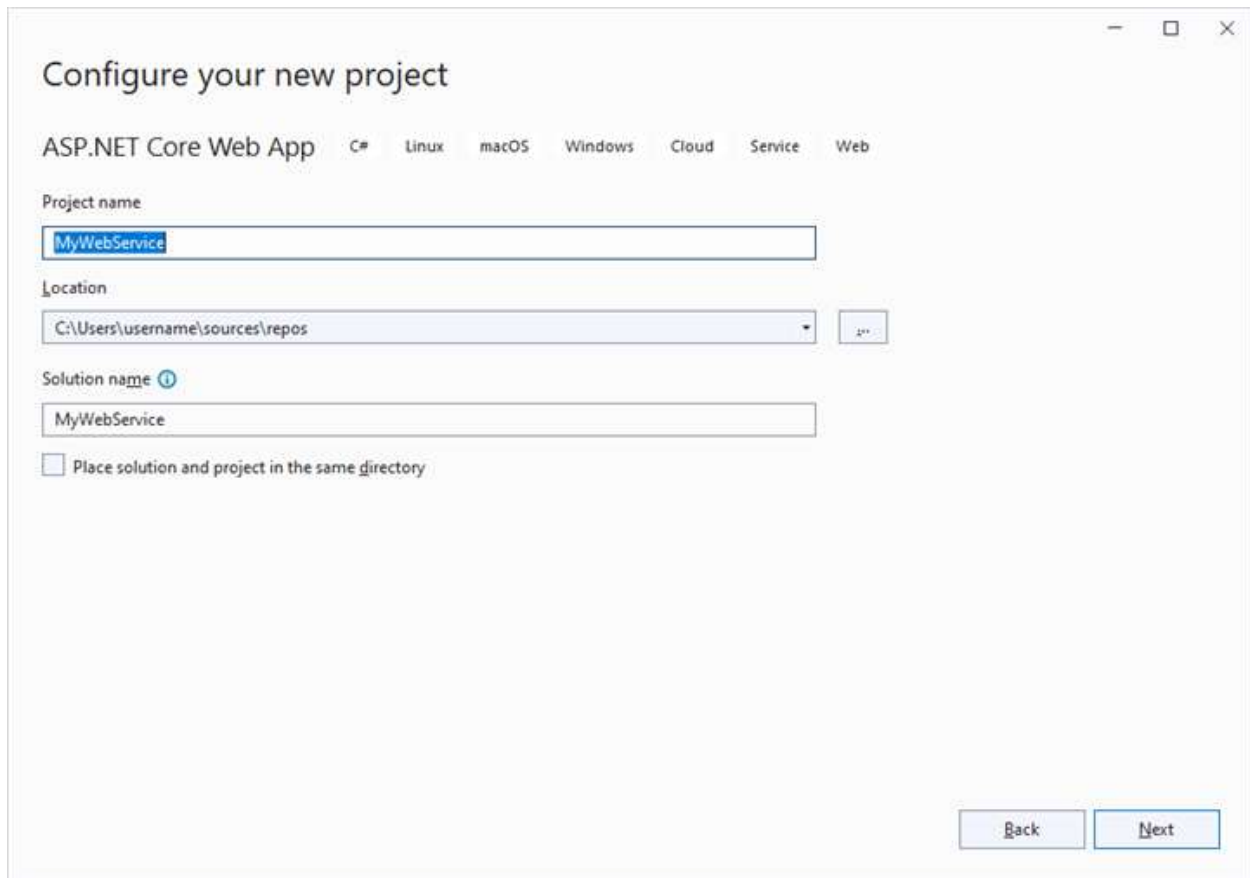 Configure your new project
ASP.NET Core Web App C# Linux macOS Windows Cloud Service Web
Project name
MyWebService
Location
C:\Users\username\sources\repos
...
Solution name
MyWebService
Place solution and project in the same directory
Back Next